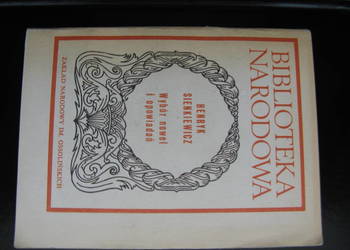 BIBLIOTEKA
NARODOWA
HENRYK
SIENKIEWICZ
Wybór nowel
i opowiadań
ZAKŁAD NARODOWY IM. OSSOLIŃSKICH